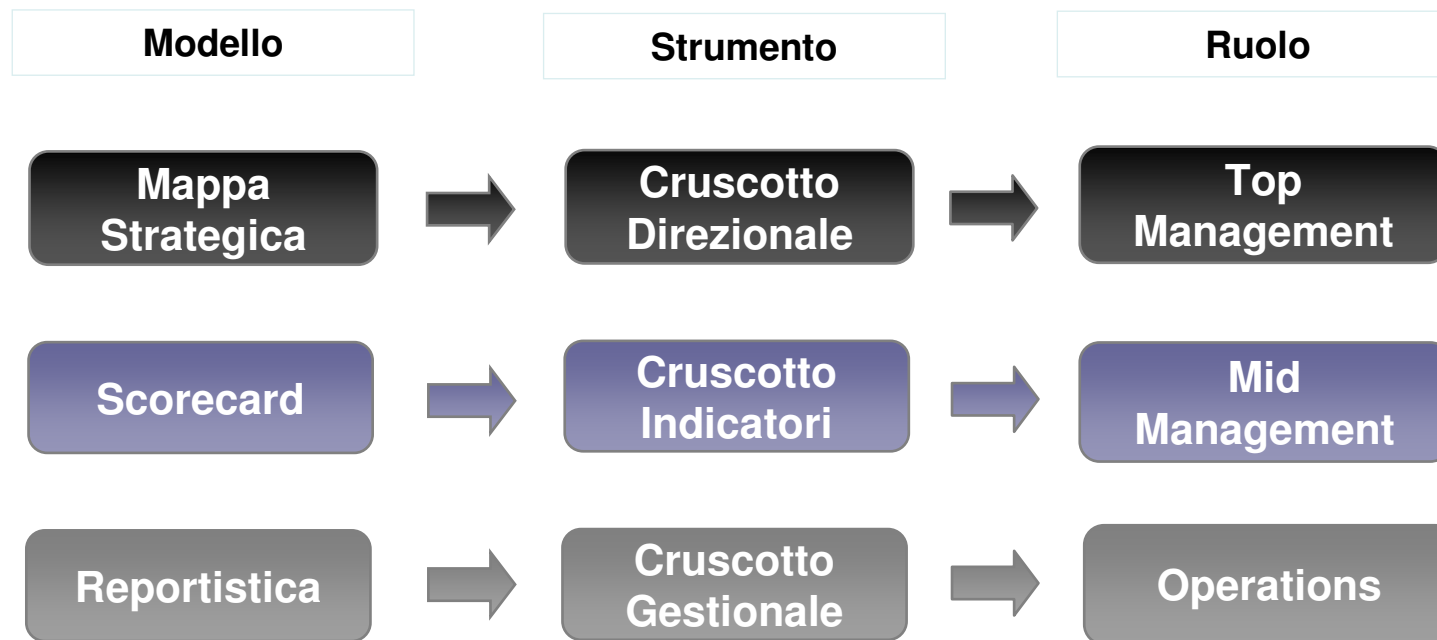 Modello
Strumento
Ruolo
Mappa
Strategica
Cruscotto
Direzionale
Top
Management
Scorecard
Cruscotto
Indicatori
Mid
Management
Reportistica
Cruscotto
Gestionale
Operations